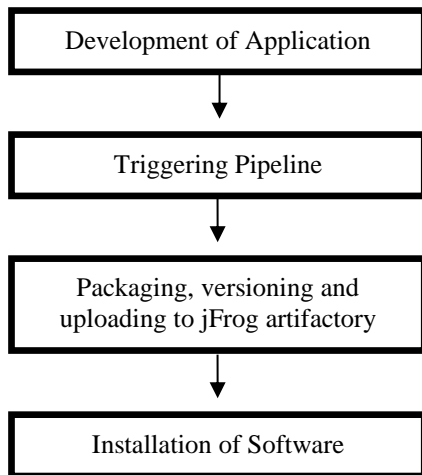 Development of Application
Triggering Pipeline
Packaging, versioning and
uploading to jFrog artifactory
Installation of Software